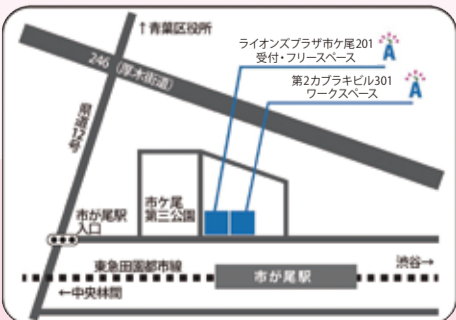 ↑青葉区役所
ライオンズプラザ市ケ尾201
受付・フリースペース
A
246（厚木街道）
第2カブラキビル301
ワークスペース
A
県道12号
市が尾駅
入口
市ケ尾
第三公園
東急田園都市線
市が尾駅
渋谷→
←中央林間